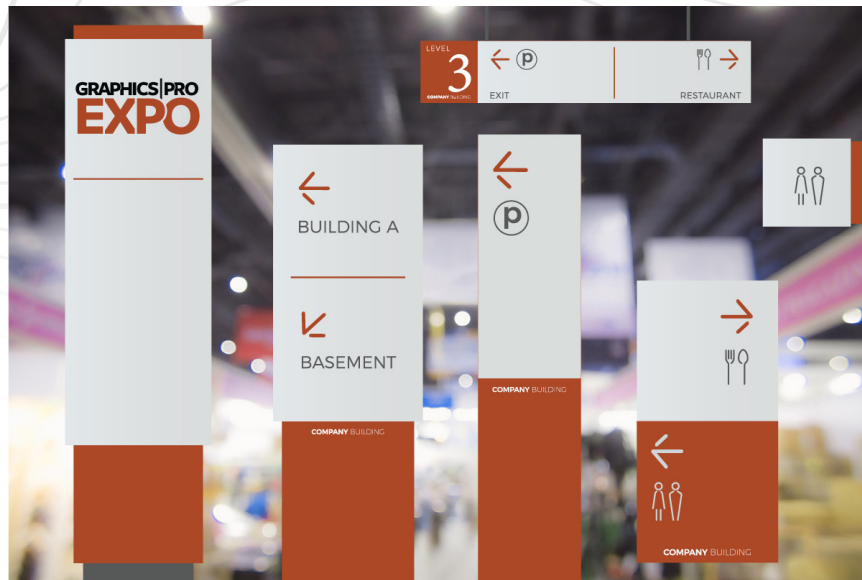 GRAPHICS|PRO
EXPO
LEVEL
3
COMPANY BUILDING
P
EXIT
RESTAURANT
BUILDING A
BASEMENT
COMPANY BUILDING
P
COMPANY BUILDING
COMPANY BUILDING